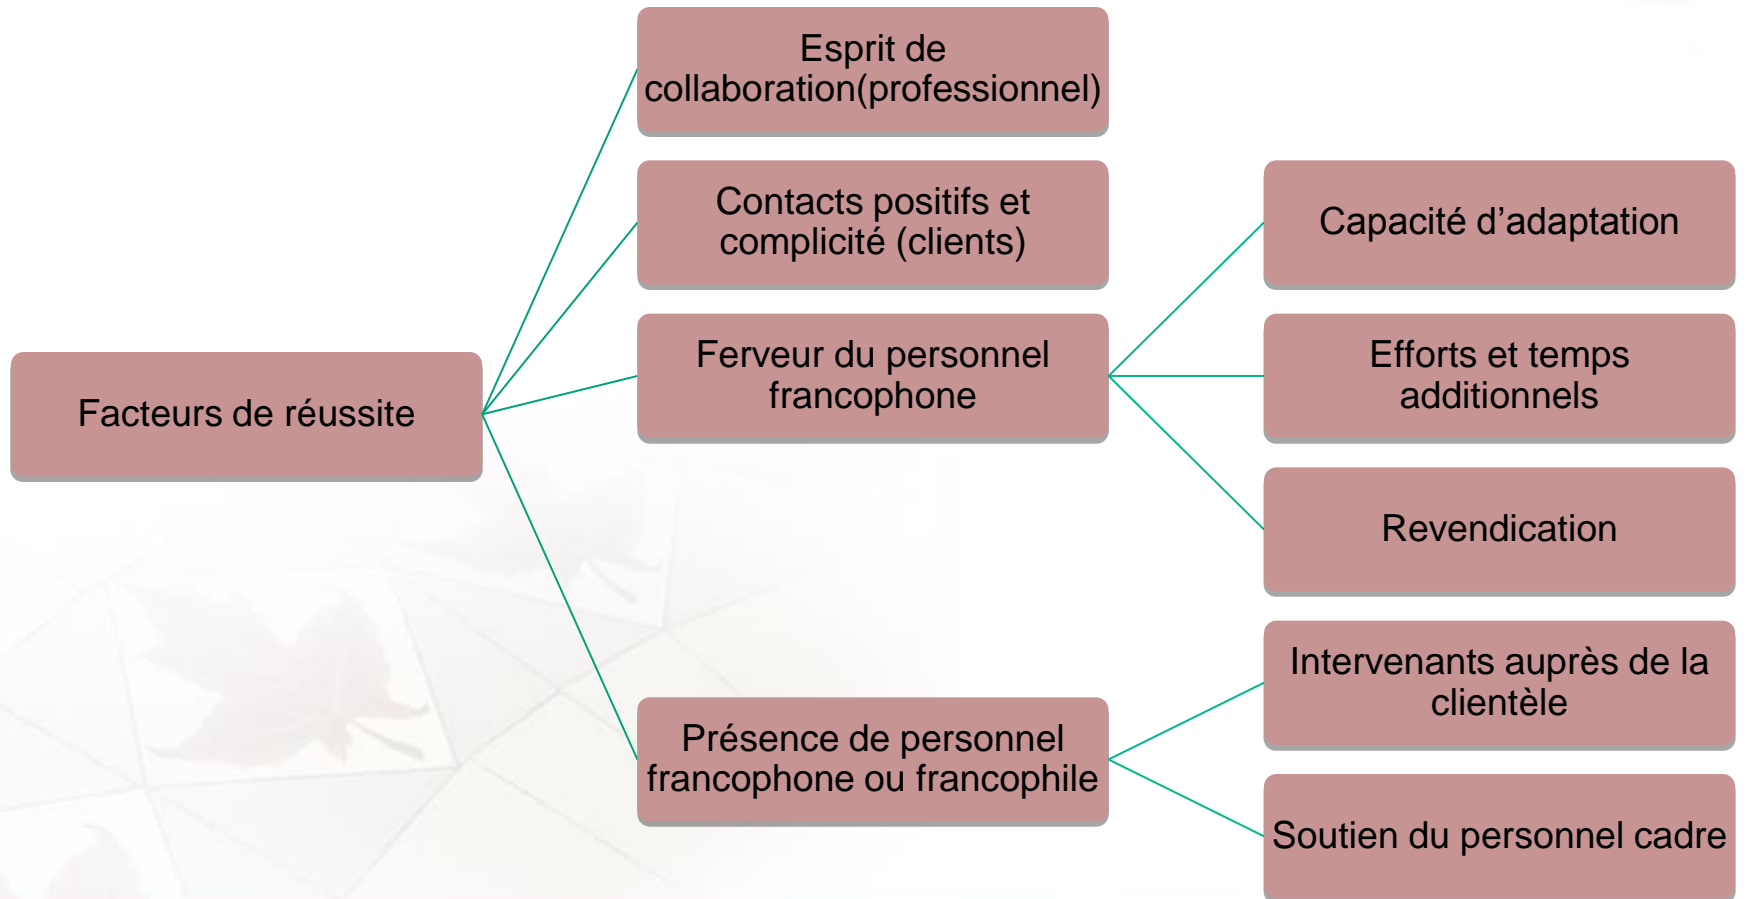 Facteurs de réussite
Esprit de
collaboration(professionnel)
Contacts positifs et
complicité (clients)
Ferveur du personnel
francophone
Capacité d’adaptation
Efforts et temps
additionnels
Revendication
Présence de personnel
francophone ou francophile
Intervenants auprès de la
clientèle
Soutien du personnel cadre